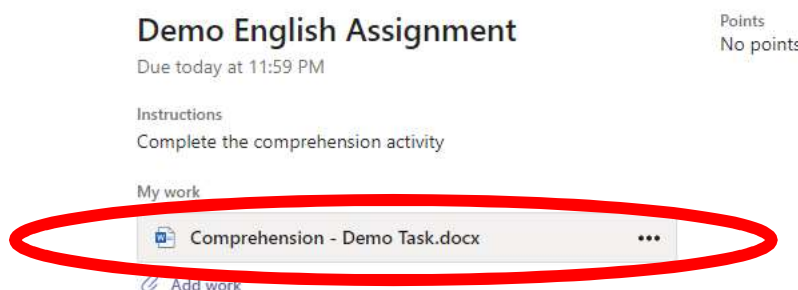 Demo English Assignment
Points
No points
Due today at 11:59 PM
Instructions
Complete the comprehension activity
My work
Comprehension - Demo Task.docx
Add work